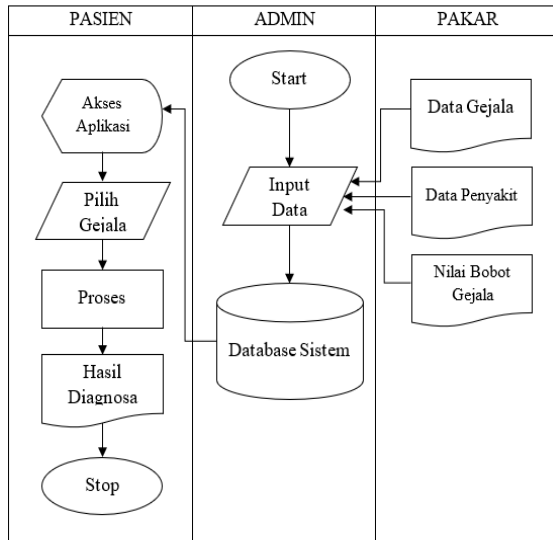 PASIEN
ADMIN
PAKAR
Akses
Aplikasi
Pilih
Gejala
Proses
Hasil
Diagnosa
Stop
Start
Input
Data
Database Sistem
Data Gejala
Data Penyakit
Nilai Bobot
Gejala